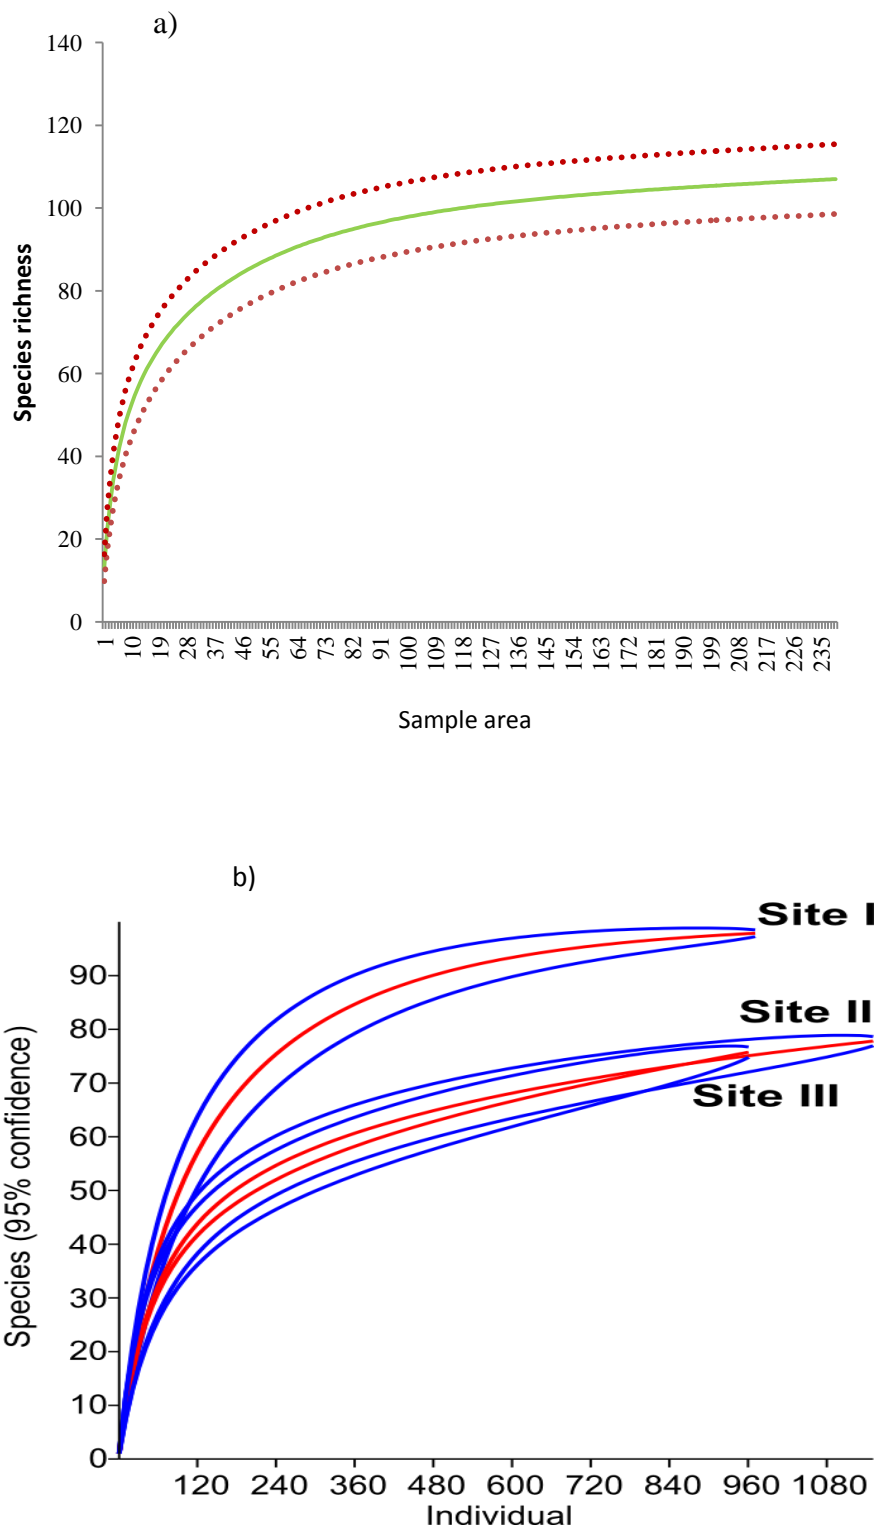 a)
140
120
100
80
60
40
20
0
Species richness
1 10 19 28 37 46 55 64 73 82 91 100 109 118 127 136 145 154 163 172 181 190 199 208 217 226 235
Sample area
b)
Site I
Site II
Site III
90
80
70
60
50
40
30
20
10
0
Species (95% confidence)
120 240 360 480 600 720 840 960 1080
Individual